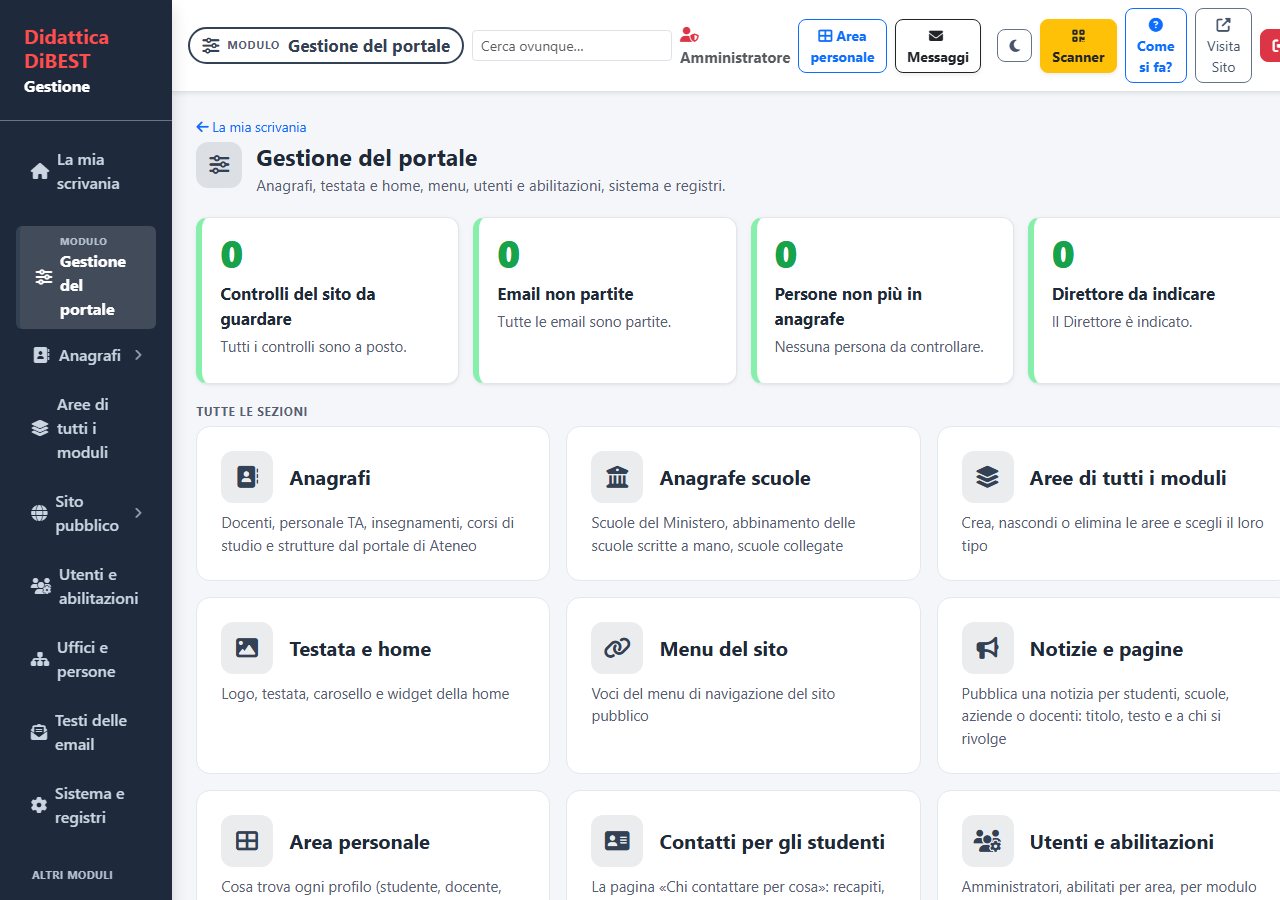 Didattica
DiBEST
Gestione
La mia
scrivania
MODULO
Gestione
del
portale
Anagrafi
Aree di
tutti i
moduli
Sito
pubblico
Utenti e
abilitazioni
Uffici e
persone
Testi delle
email
Sistema e
registri
ALTRI MODULI
MODULO Gestione del portale
Cerca ovunque...
Amministratore
Area
personale
Messaggi
Scanner
Come
si fa?
Visita
Sito
La mia scrivania
Gestione del portale
Anagrafi, testata e home, menu, utenti e abilitazioni, sistema e registri.
0
Controlli del sito da
guardare
Tutti i controlli sono a posto.
0
Email non partite
Tutte le email sono partite.
0
Persone non più in
anagrafe
Nessuna persona da controllare.
0
Direttore da indicare
Il Direttore è indicato.
TUTTE LE SEZIONI
Anagrafi
Docenti, personale TA, insegnamenti, corsi di
studio e strutture dal portale di Ateneo
Anagrafe scuole
Scuole del Ministero, abbinamento delle
scuole scritte a mano, scuole collegate
Aree di tutti i moduli
Crea, nascondi o elimina le aree e scegli il loro
tipo
Testata e home
Logo, testata, carosello e widget della home
Menu del sito
Voci del menu di navigazione del sito
pubblico
Notizie e pagine
Pubblica una notizia per studenti, scuole,
aziende o docenti: titolo, testo e a chi si
rivolge
Area personale
Cosa trova ogni profilo (studente, docente,
Contatti per gli studenti
La pagina «Chi contattare per cosa»: recapiti,
Utenti e abilitazioni
Amministratori, abilitati per area, per modulo